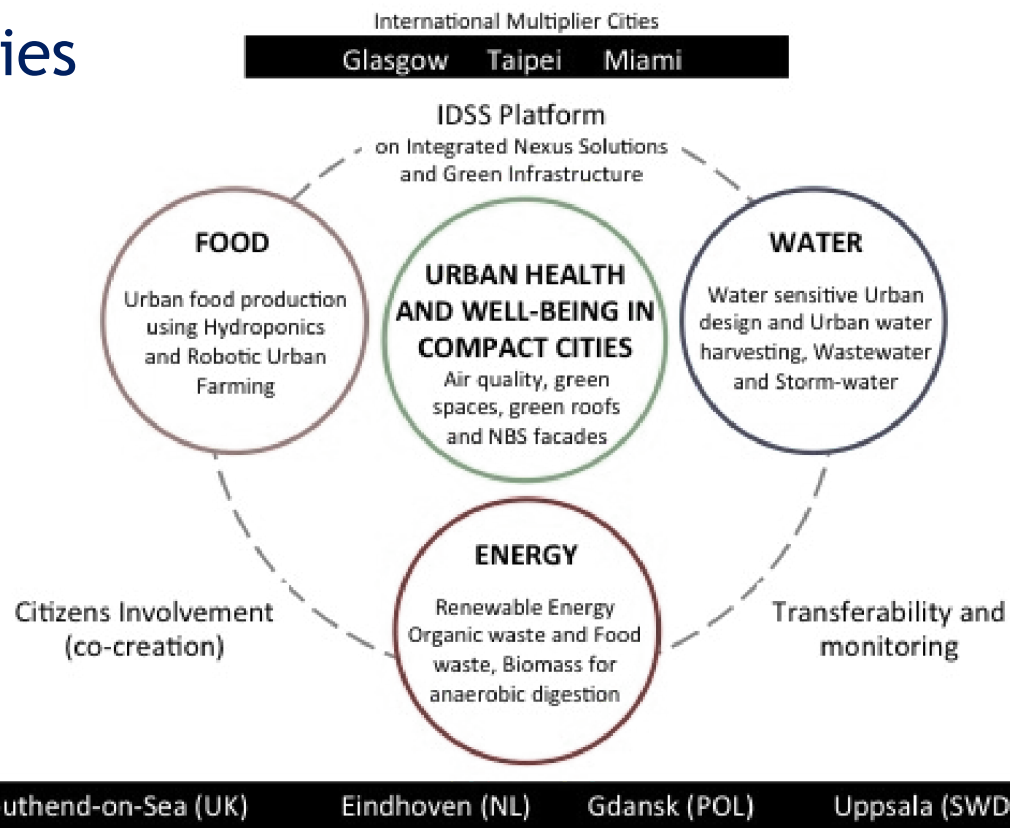 ies
International Multiplier Cities
Glasgow Taipei Miami
IDSS Platform
on Integrated Nexus Solutions
and Green Infrastructure
FOOD
Urban food production
using Hydroponics
and Robotic Urban
Farming
URBAN HEALTH
AND WELL-BEING IN
COMPACT CITIES
Air quality, green
spaces, green roofs
and NBS facades
WATER
Water sensitive Urban
design and Urban water
harvesting, Wastewater
and Storm-water
ENERGY
Renewable Energy
Organic waste and Food
waste, Biomass for
anaerobic digestion
Citizens Involvement
(co-creation)
Transferability and
monitoring
uthend-on-Sea (UK) Eindhoven (NL) Gdansk (POL) Uppsala (SWD